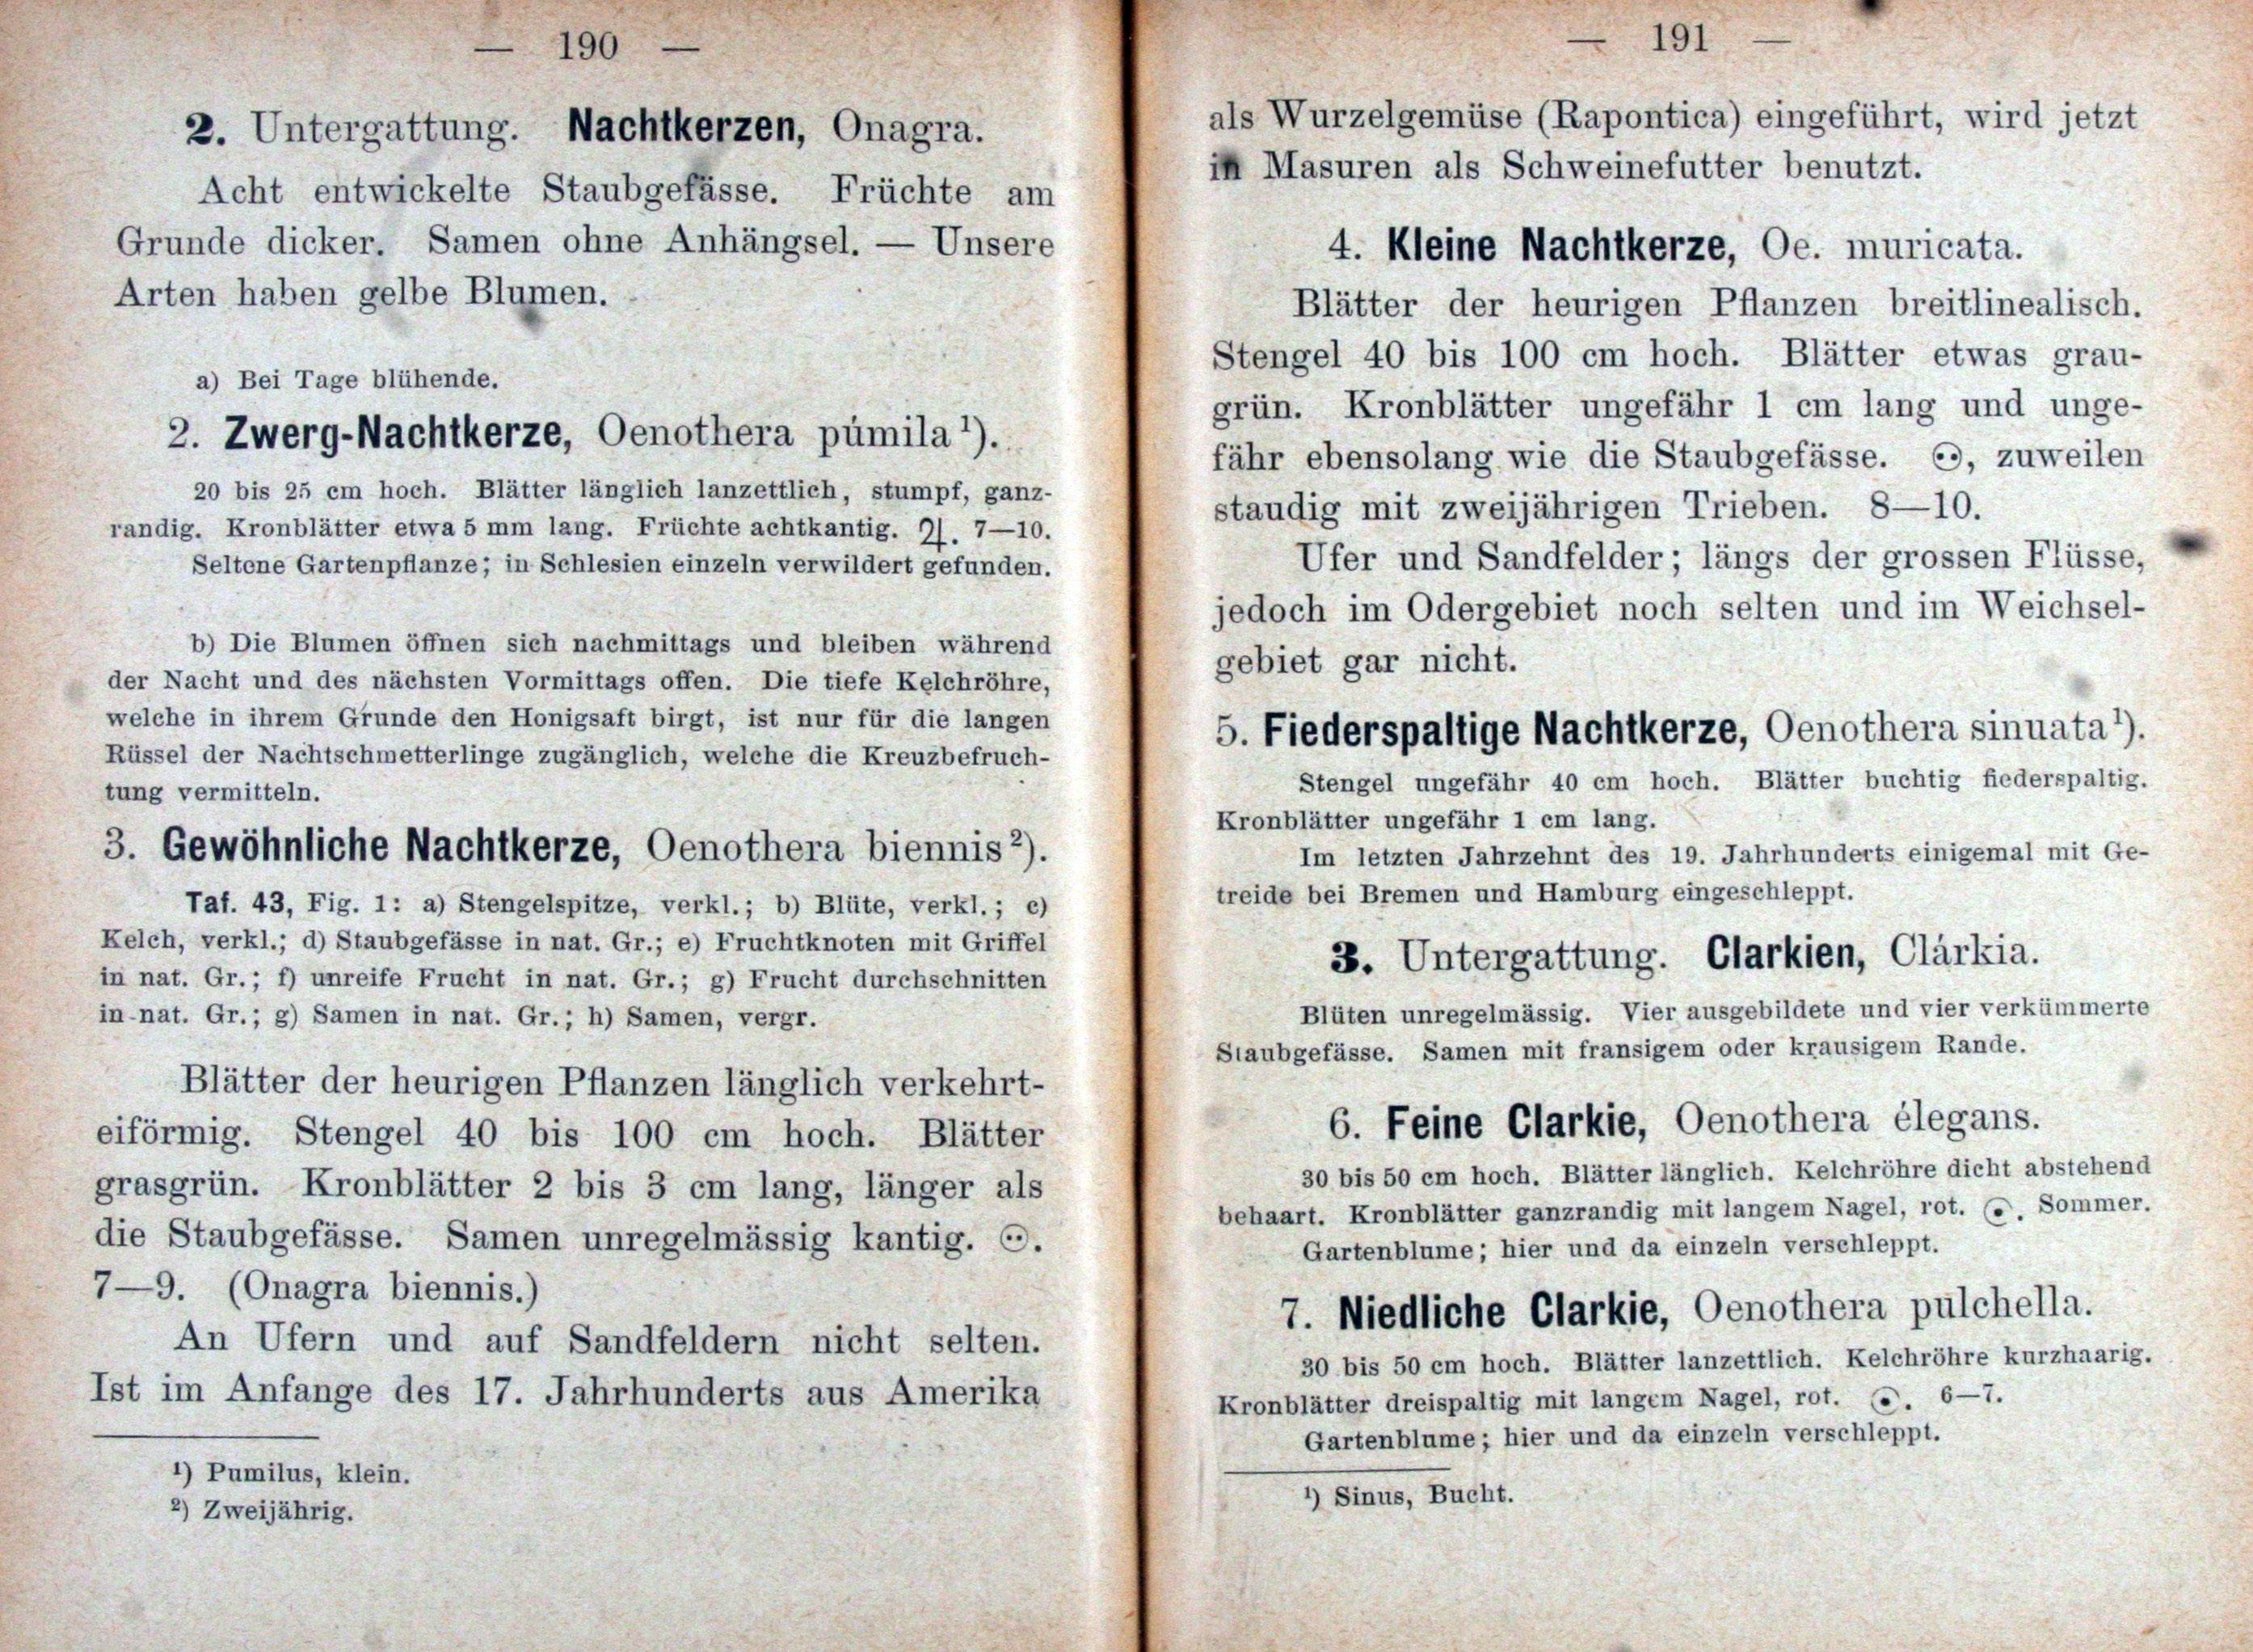 — 190 —
2. Untergattung. Nachtkerzen, Onagra.
Acht entwickelte Staubgefässe. Früchte am
Grunde dicker. Samen ohne Anhängsel. — Unsere
Arten haben gelbe Blumen.
a) Bei Tage blühende.
2. Zwerg-Nachtkerze, Oenothera púmila¹).
20 bis 25 cm hoch. Blätter länglich lanzettlich, stumpf, ganz-
randig. Kronblätter etwa 5 mm lang. Früchte achtkantig. ♃. 7—10.
Seltene Gartenpflanze; in Schlesien einzeln verwildert gefunden.
b) Die Blumen öffnen sich nachmittags und bleiben während
der Nacht und des nächsten Vormittags offen. Die tiefe Kelchröhre,
welche in ihrem Grunde den Honigsaft birgt, ist nur für die langen
Rüssel der Nachtschmetterlinge zugänglich, welche die Kreuzbefruch-
tung vermitteln.
3. Gewöhnliche Nachtkerze, Oenothera biennis²).
Taf. 43, Fig. 1: a) Stengelspitze, verkl.; b) Blüte, verkl.; c)
Kelch, verkl.; d) Staubgefässe in nat. Gr.; e) Fruchtknoten mit Griffel
in nat. Gr.; f) unreife Frucht in nat. Gr.; g) Frucht durchschnitten
in nat. Gr.; g) Samen in nat. Gr.; h) Samen, vergr.
Blätter der heurigen Pflanzen länglich verkehrt-
eiförmig. Stengel 40 bis 100 cm hoch. Blätter
grasgrün. Kronblätter 2 bis 3 cm lang, länger als
die Staubgefässe. Samen unregelmässig kantig. ⚇.
7—9. (Onagra biennis.)
An Ufern und auf Sandfeldern nicht selten.
Ist im Anfange des 17. Jahrhunderts aus Amerika
¹) Pumilus, klein.
²) Zweijährig.
— 191 —
als Wurzelgemüse (Rapontica) eingeführt, wird jetzt
in Masuren als Schweinefutter benutzt.
4. Kleine Nachtkerze, Oe. muricata.
Blätter der heurigen Pflanzen breitlinealisch.
Stengel 40 bis 100 cm hoch. Blätter etwas grau-
grün. Kronblätter ungefähr 1 cm lang und unge-
fähr ebensolang wie die Staubgefässe. ⚇, zuweilen
staudig mit zweijährigen Trieben. 8—10.
Ufer und Sandfelder; längs der grossen Flüsse,
jedoch im Odergebiet noch selten und im Weichsel-
gebiet gar nicht.
5. Fiederspaltige Nachtkerze, Oenothera sinuata¹).
Stengel ungefähr 40 cm hoch. Blätter buchtig fiederspaltig.
Kronblätter ungefähr 1 cm lang.
Im letzten Jahrzehnt des 19. Jahrhunderts einigemal mit Ge-
treide bei Bremen und Hamburg eingeschleppt.
3. Untergattung. Clarkien, Clárkia.
Blüten unregelmässig. Vier ausgebildete und vier verkümmerte
Staubgefässe. Samen mit fransigem oder krausigem Rande.
6. Feine Clarkie, Oenothera élegans.
30 bis 50 cm hoch. Blätter länglich. Kelchröhre dicht abstehend
behaart. Kronblätter ganzrandig mit langem Nagel, rot. ⊙. Sommer.
Gartenblume; hier und da einzeln verschleppt.
7. Niedliche Clarkie, Oenothera pulchella.
30 bis 50 cm hoch. Blätter lanzettlich. Kelchröhre kurzhaarig.
Kronblätter dreispaltig mit langem Nagel, rot. ⊙. 6—7.
Gartenblume; hier und da einzeln verschleppt.
¹) Sinus, Bucht.